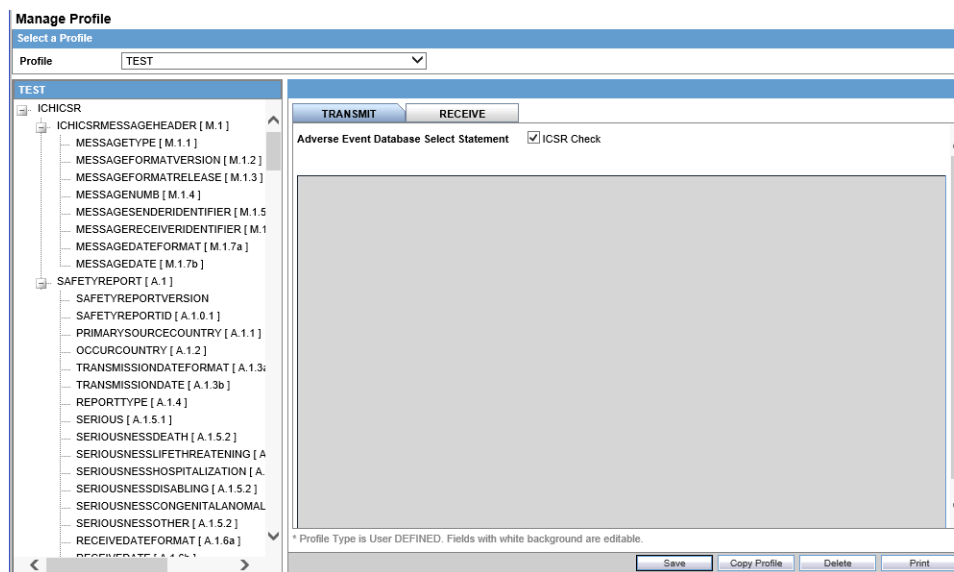 Manage Profile
Select a Profile
Profile TEST
TEST
ICHICSR
ICHICSRMESSAGEHEADER [ M.1 ]
MESSAGETYPE [ M.1.1 ]
MESSAGEFORMATVERSION [ M.1.2 ]
MESSAGEFORMATRELEASE [ M.1.3 ]
MESSAGENUMB [ M.1.4 ]
MESSAGESENDERIDENTIFIER [ M.1.5
MESSAGERECEIVERIDENTIFIER [ M.1
MESSAGEDATEFORMAT [ M.1.7a ]
MESSAGEDATE [ M.1.7b ]
SAFETYREPORT [ A.1 ]
SAFETYREPORTVERSION
SAFETYREPORTID [ A.1.0.1 ]
PRIMARYSOURCECOUNTRY [ A.1.1 ]
OCCURCOUNTRY [ A.1.2 ]
TRANSMISSIONDATEFORMAT [ A.1.3a
TRANSMISSIONDATE [ A.1.3b ]
REPORTTYPE [ A.1.4 ]
SERIOUS [ A.1.5.1 ]
SERIOUSNESSDEATH [ A.1.5.2 ]
SERIOUSNESSLIFETHREATENING [ A
SERIOUSNESSHOSPITALIZATION [ A.
SERIOUSNESSDISABLING [ A.1.5.2 ]
SERIOUSNESSCONGENITALANOMAL
SERIOUSNESSOTHER [ A.1.5.2 ]
RECEIVEDATEFORMAT [ A.1.6a ]
RECEIVEDATE [ A.1.6b ]
TRANSMIT RECEIVE
Adverse Event Database Select Statement ICSR Check
* Profile Type is User DEFINED. Fields with white background are editable.
Save Copy Profile Delete Print